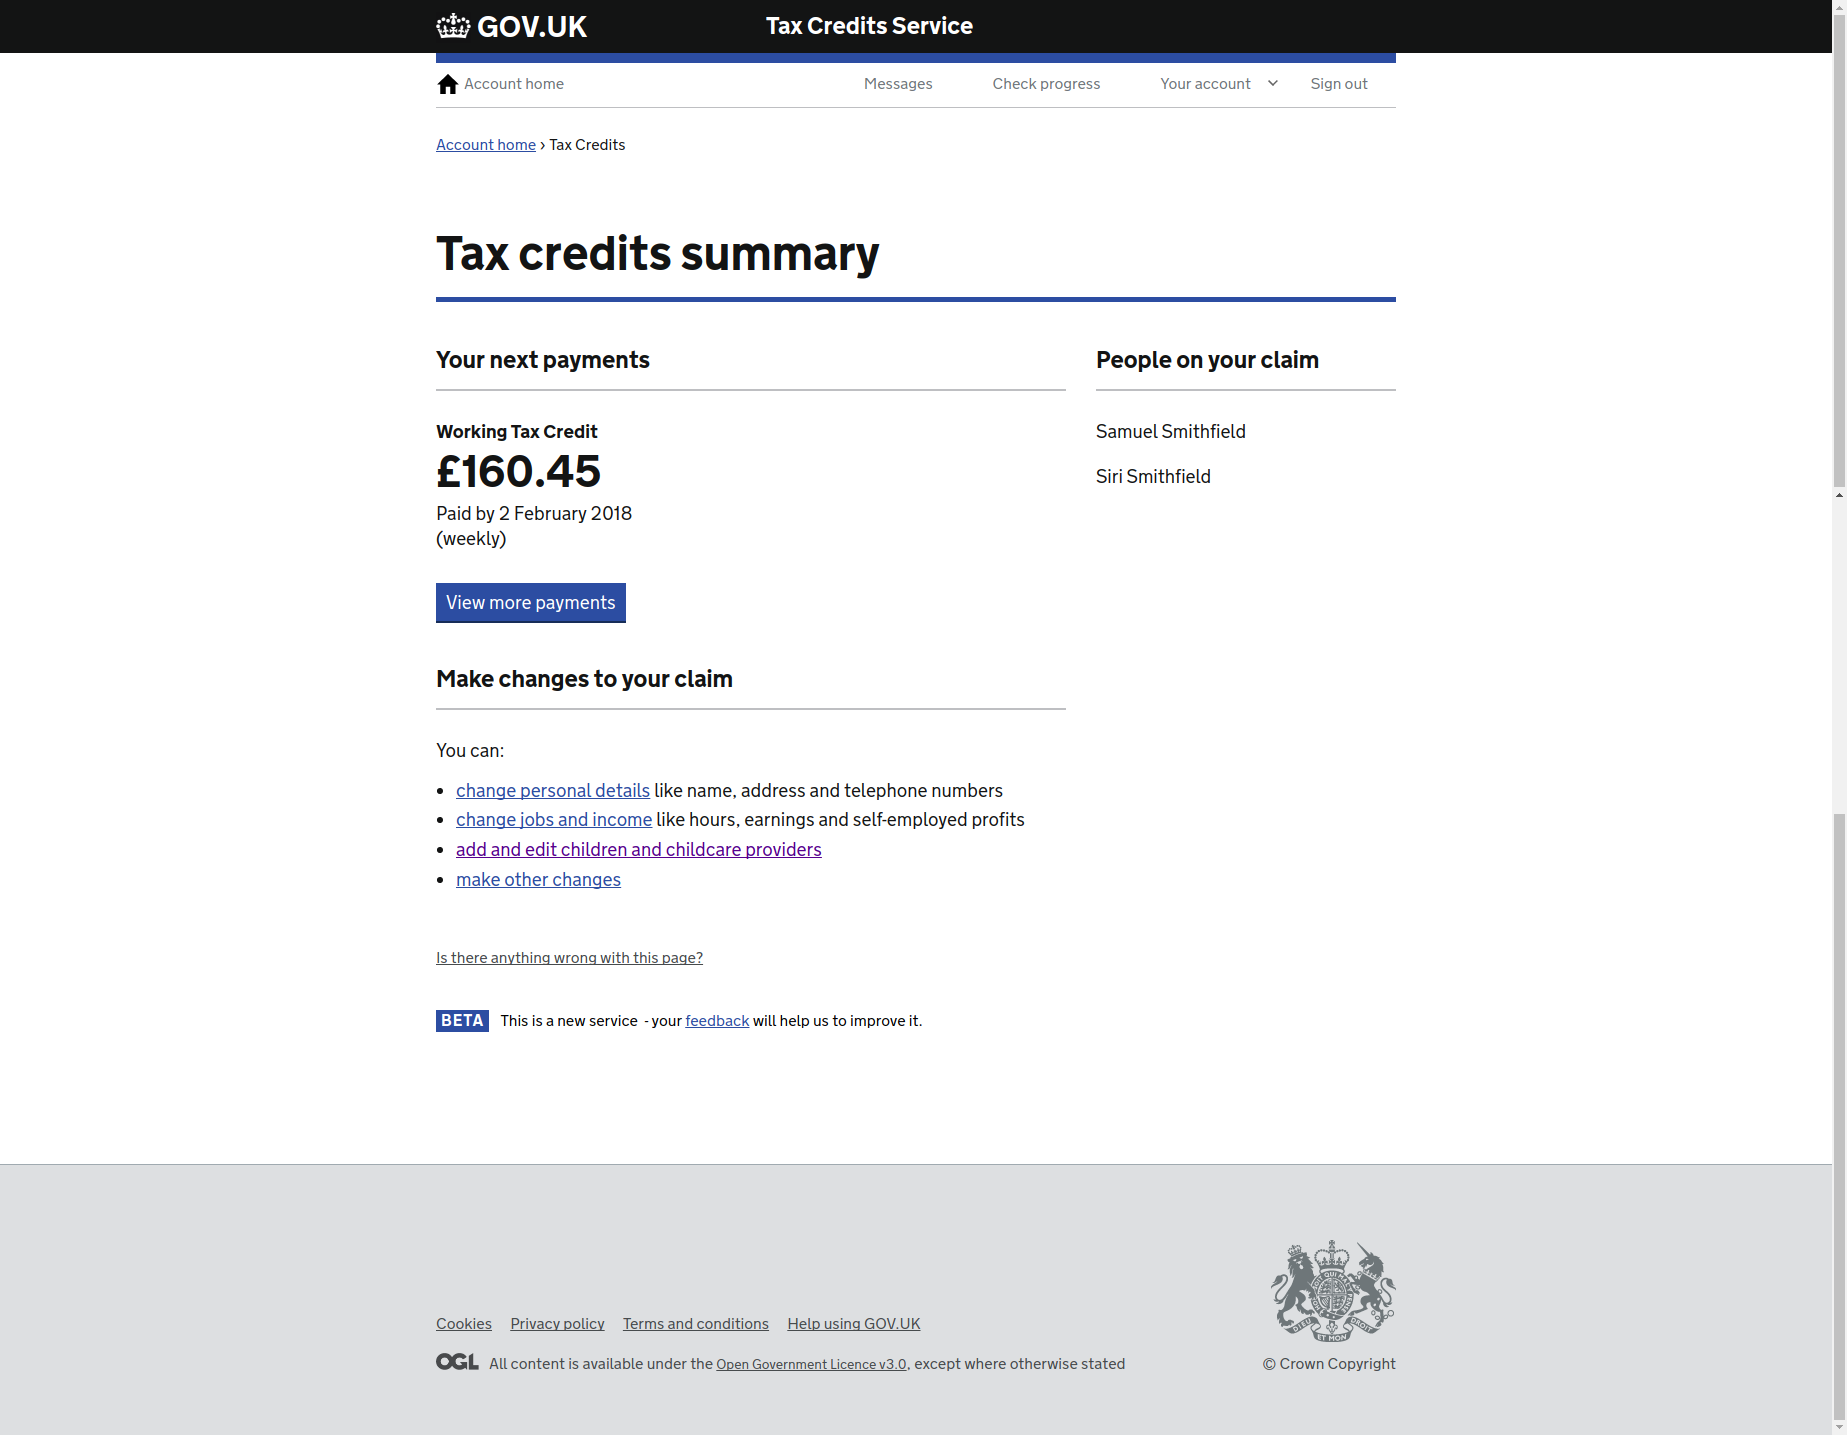 GOV.UK
Tax Credits Service
Account home
Messages
Check progress
Your account
Sign out
Account home › Tax Credits
Tax credits summary
Your next payments
Working Tax Credit
£160.45
Paid by 2 February 2018
(weekly)
View more payments
People on your claim
Samuel Smithfield
Siri Smithfield
Make changes to your claim
You can:
• change personal details like name, address and telephone numbers
• change jobs and income like hours, earnings and self-employed profits
• add and edit children and childcare providers
• make other changes
Is there anything wrong with this page?
BETA This is a new service - your feedback will help us to improve it.
Cookies Privacy policy Terms and conditions Help using GOV.UK
OGL All content is available under the Open Government Licence v3.0, except where otherwise stated
DIEU ET MON DROIT
© Crown Copyright